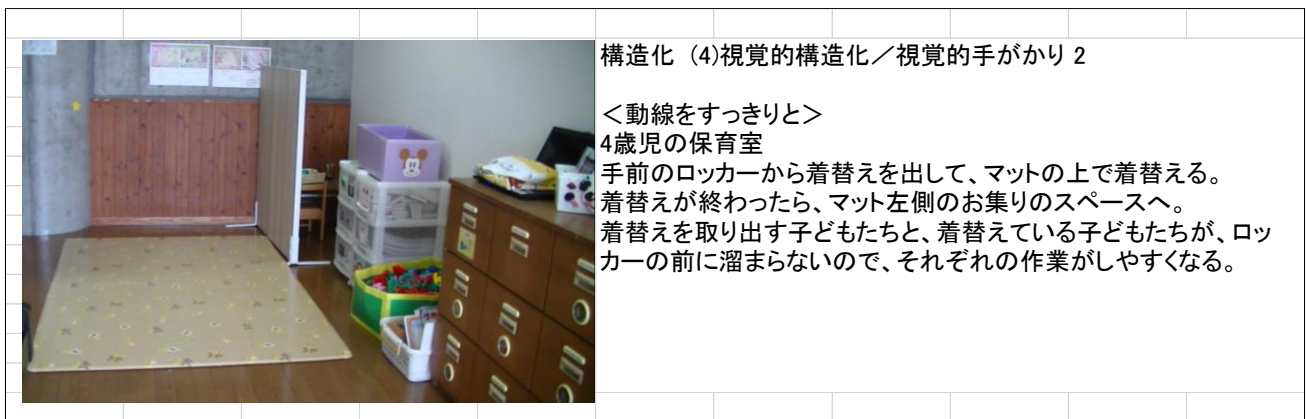 構造化 (4)視覚的構造化／視覚的手がかり 2
＜動線をすっきりと＞
4歳児の保育室
手前のロッカーから着替えを出して、マットの上で着替える。
着替えが終わったら、マット左側のお集りのスペースへ。
着替えを取り出す子どもたちと、着替えている子どもたちが、ロッ
カーの前に溜まらないので、それぞれの作業がしやすくなる。